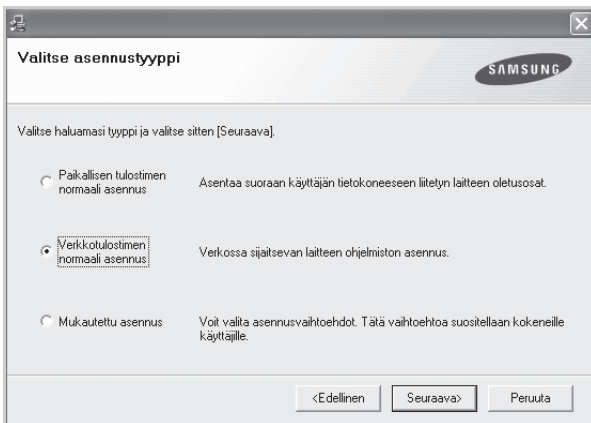 Valitse asennustyyppi
SAMSUNG
Valitse haluamasi tyyppi ja valitse sitten [Seuraava].
Paikallisen tulostimen
normaali asennus
Asentaa suoraan käyttäjän tietokoneeseen liitetyn laitteen oletusosat.
Verkkotulostimen
normaali asennus
Verkossa sijaitsevan laitteen ohjelmiston asennus.
Mukautettu asennus
Voit valita asennusvaihtoehdot. Tätä vaihtoehtoa suositellaan kokeneille
käyttäjille.
<Edellinen
Seuraava>
Peruuta